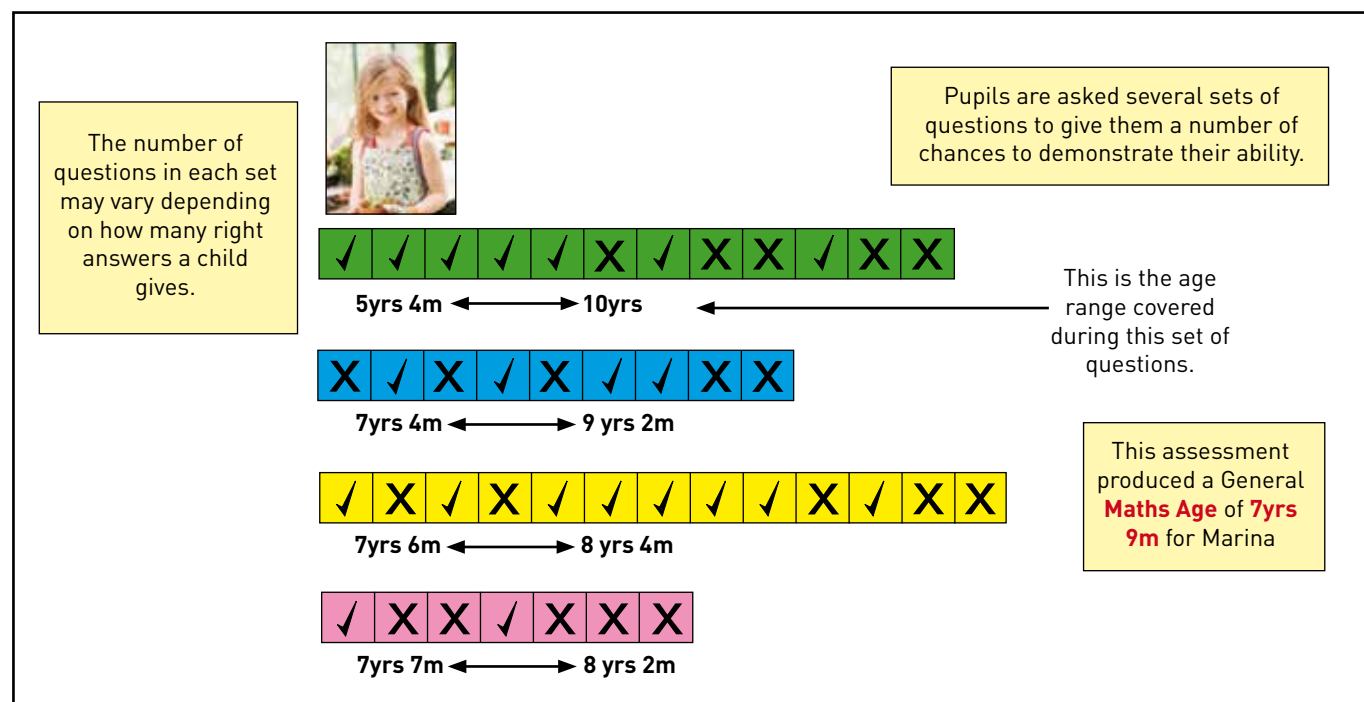 The number of
questions in each set
may vary depending
on how many right
answers a child
gives.
Pupils are asked several sets of
questions to give them a number of
chances to demonstrate their ability.
5yrs 4m
10yrs
This is the age
range covered
during this set of
questions.
7yrs 4m
9 yrs 2m
This assessment
produced a General
Maths Age of 7yrs
9m for Marina
7yrs 6m
8 yrs 4m
7yrs 7m
8 yrs 2m